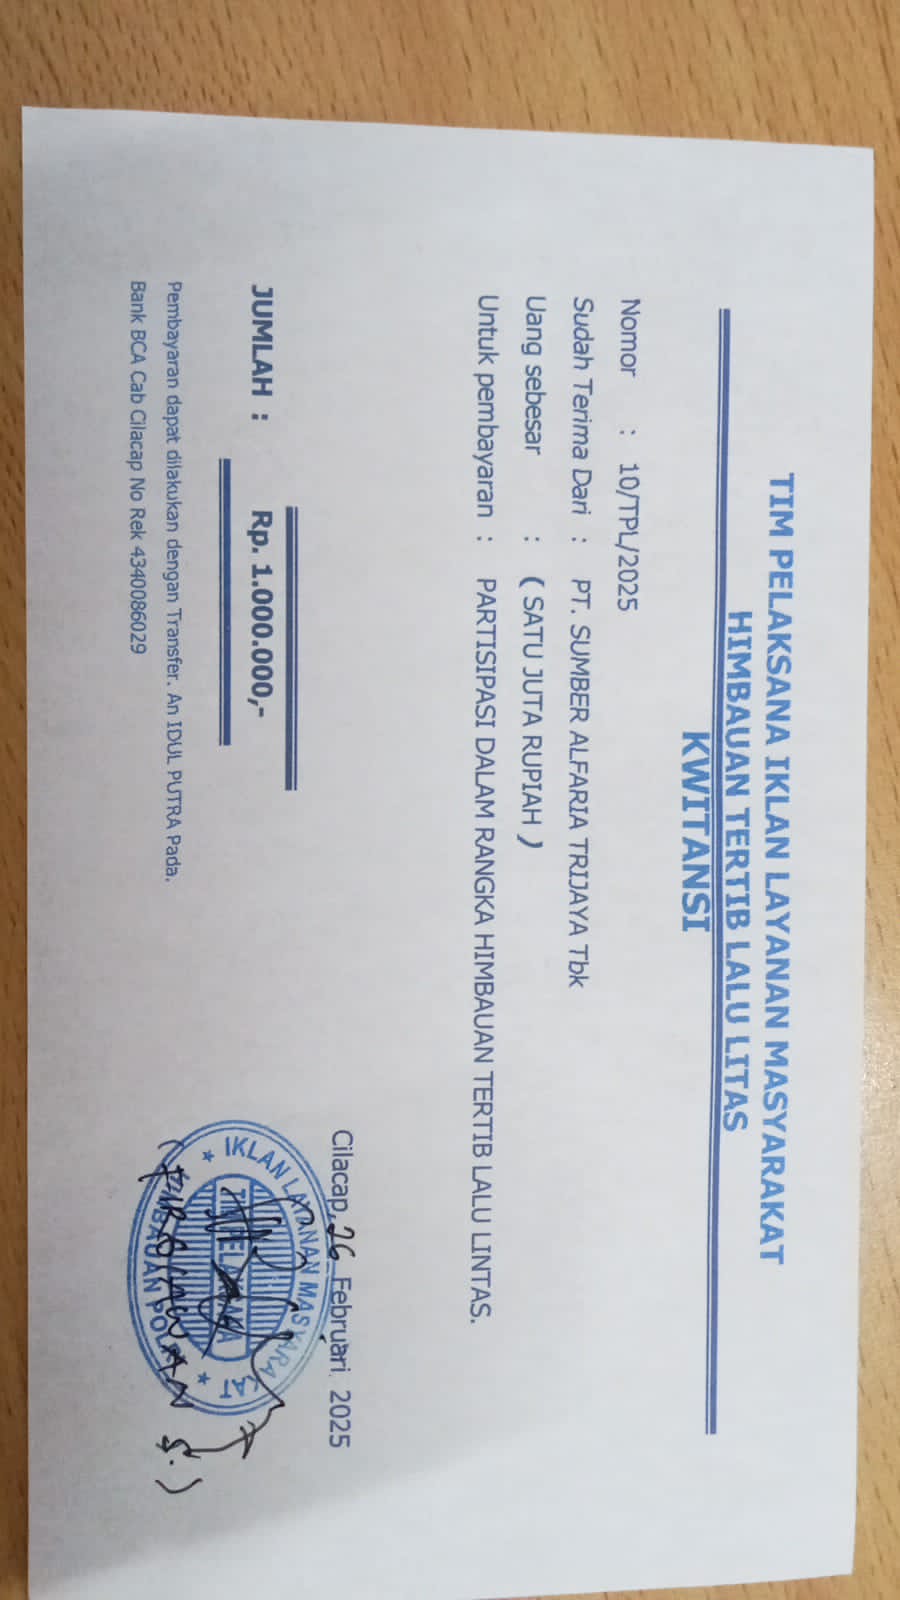 TIM PELAKSANA IKLAN LAYANAN MASYARAKAT
HIMBAUAN TERTIB LALU LITAS
KWITANSI
Nomor : 10/TPL/2025
Sudah Terima Dari : PT. SUMBER ALFARIA TRIJAYA Tbk
Uang sebesar : ( SATU JUTA RUPIAH )
Untuk pembayaran : PARTISIPASI DALAM RANGKA HIMBAUAN TERTIB LALU LINTAS.
Cilacap, 26 Februari 2025
JUMLAH : Rp. 1.000.000,-
IKLAN LAYANAN MASYARAKAT
TIM PELAKSANA
Pembayaran dapat dilakukan dengan Transfer. An IDUL PUTRA Pada.
Bank BCA Cab Cilacap No Rek 4340086029